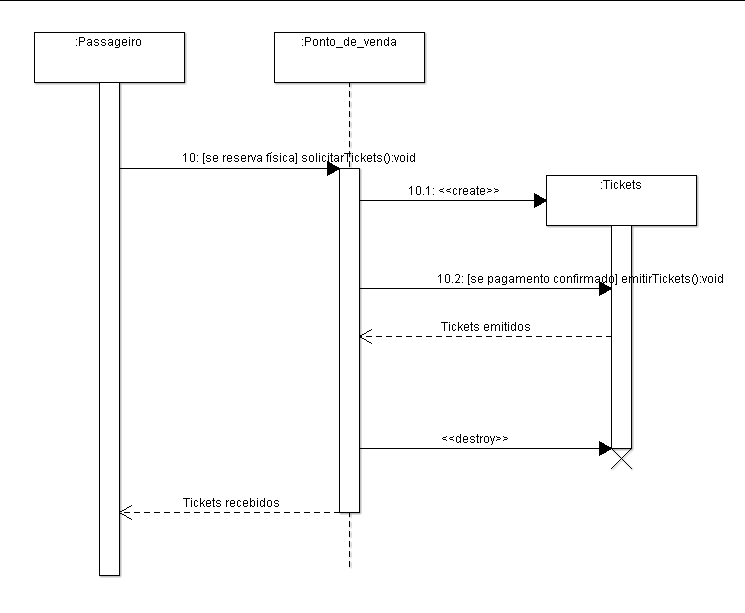 :Passageiro
:Ponto_de_venda
10: [se reserva física] solicitarTickets():void
:Tickets
10.1: <<create>>
10.2: [se pagamento confirmado] emitirTickets():void
Tickets emitidos
<<destroy>>
Tickets recebidos